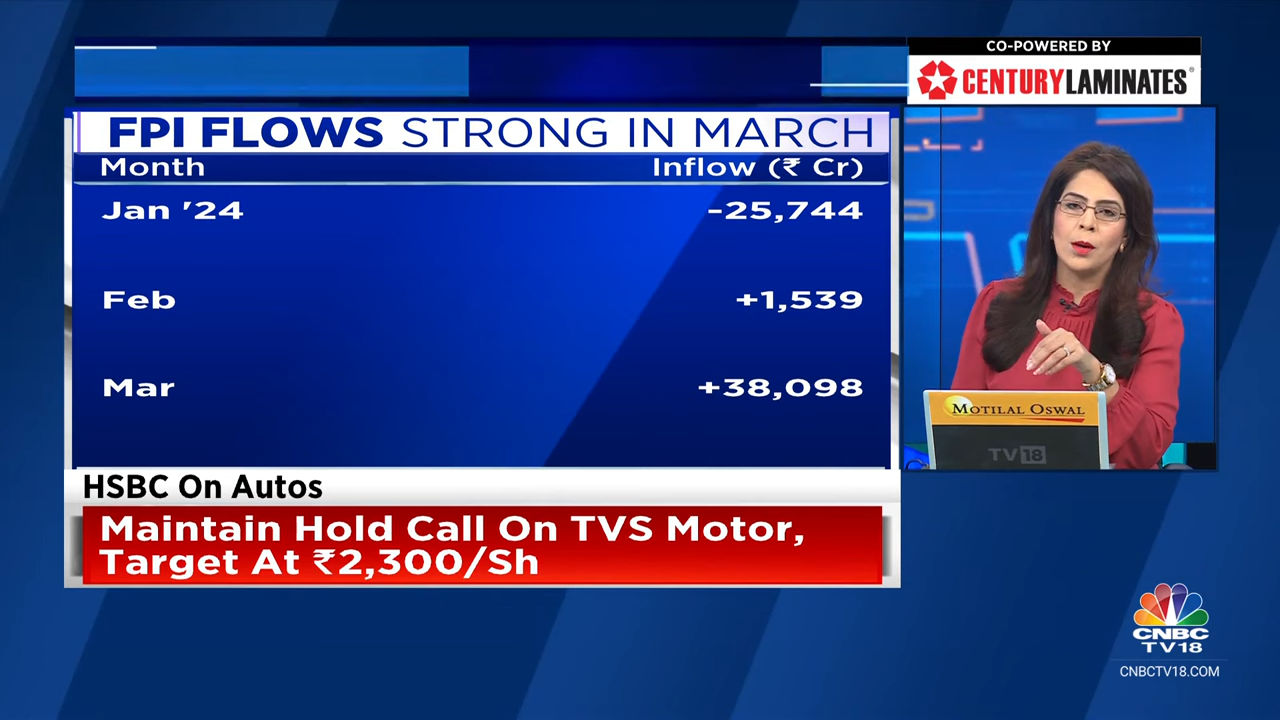 CO-POWERED BY
CENTURYLAMINATES®
FPI FLOWS STRONG IN MARCH
Month Inflow (₹ Cr)
Jan '24 -25,744
Feb +1,539
Mar +38,098
MOTILAL OSWAL
TV18
HSBC On Autos
Maintain Hold Call On TVS Motor,
Target At ₹2,300/Sh
CNBC
TV18
CNBCTV18.COM